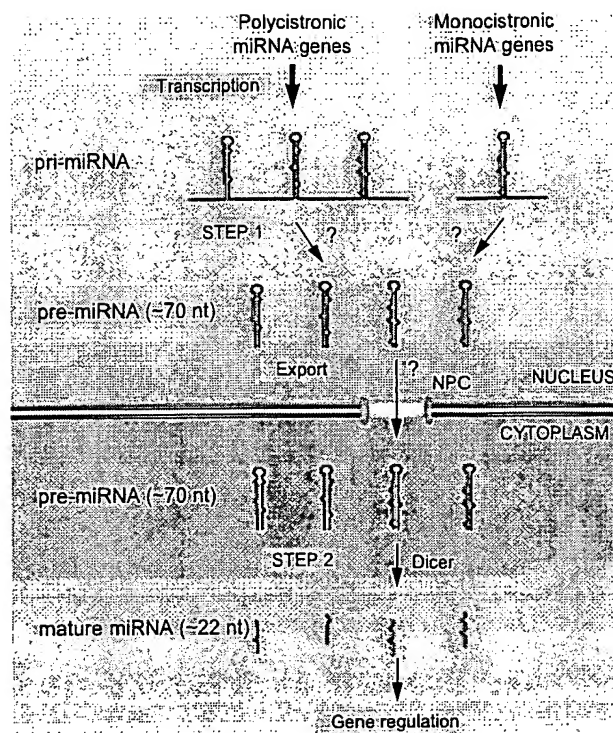 Polycistronic
miRNA genes
Monocistronic
miRNA genes
Transcription
pri-miRNA
STEP 1
?
?
pre-miRNA (~70 nt)
Export
?
NPC
NUCLEUS
CYTOPLASM
pre-miRNA (~70 nt)
STEP 2
Dicer
mature miRNA (~22 nt)
Gene regulation